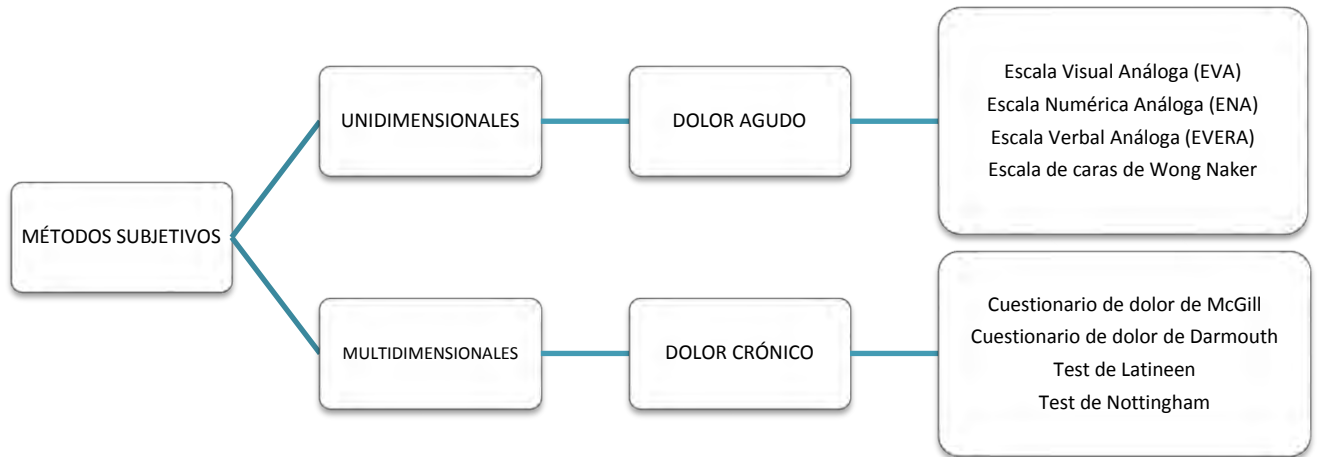 MÉTODOS SUBJETIVOS
UNIDIMENSIONALES
DOLOR AGUDO
Escala Visual Análoga (EVA)
Escala Numérica Análoga (ENA)
Escala Verbal Análoga (EVERA)
Escala de caras de Wong Naker
MULTIDIMENSIONALES
DOLOR CRÓNICO
Cuestionario de dolor de McGill
Cuestionario de dolor de Darmouth
Test de Latineen
Test de Nottingham